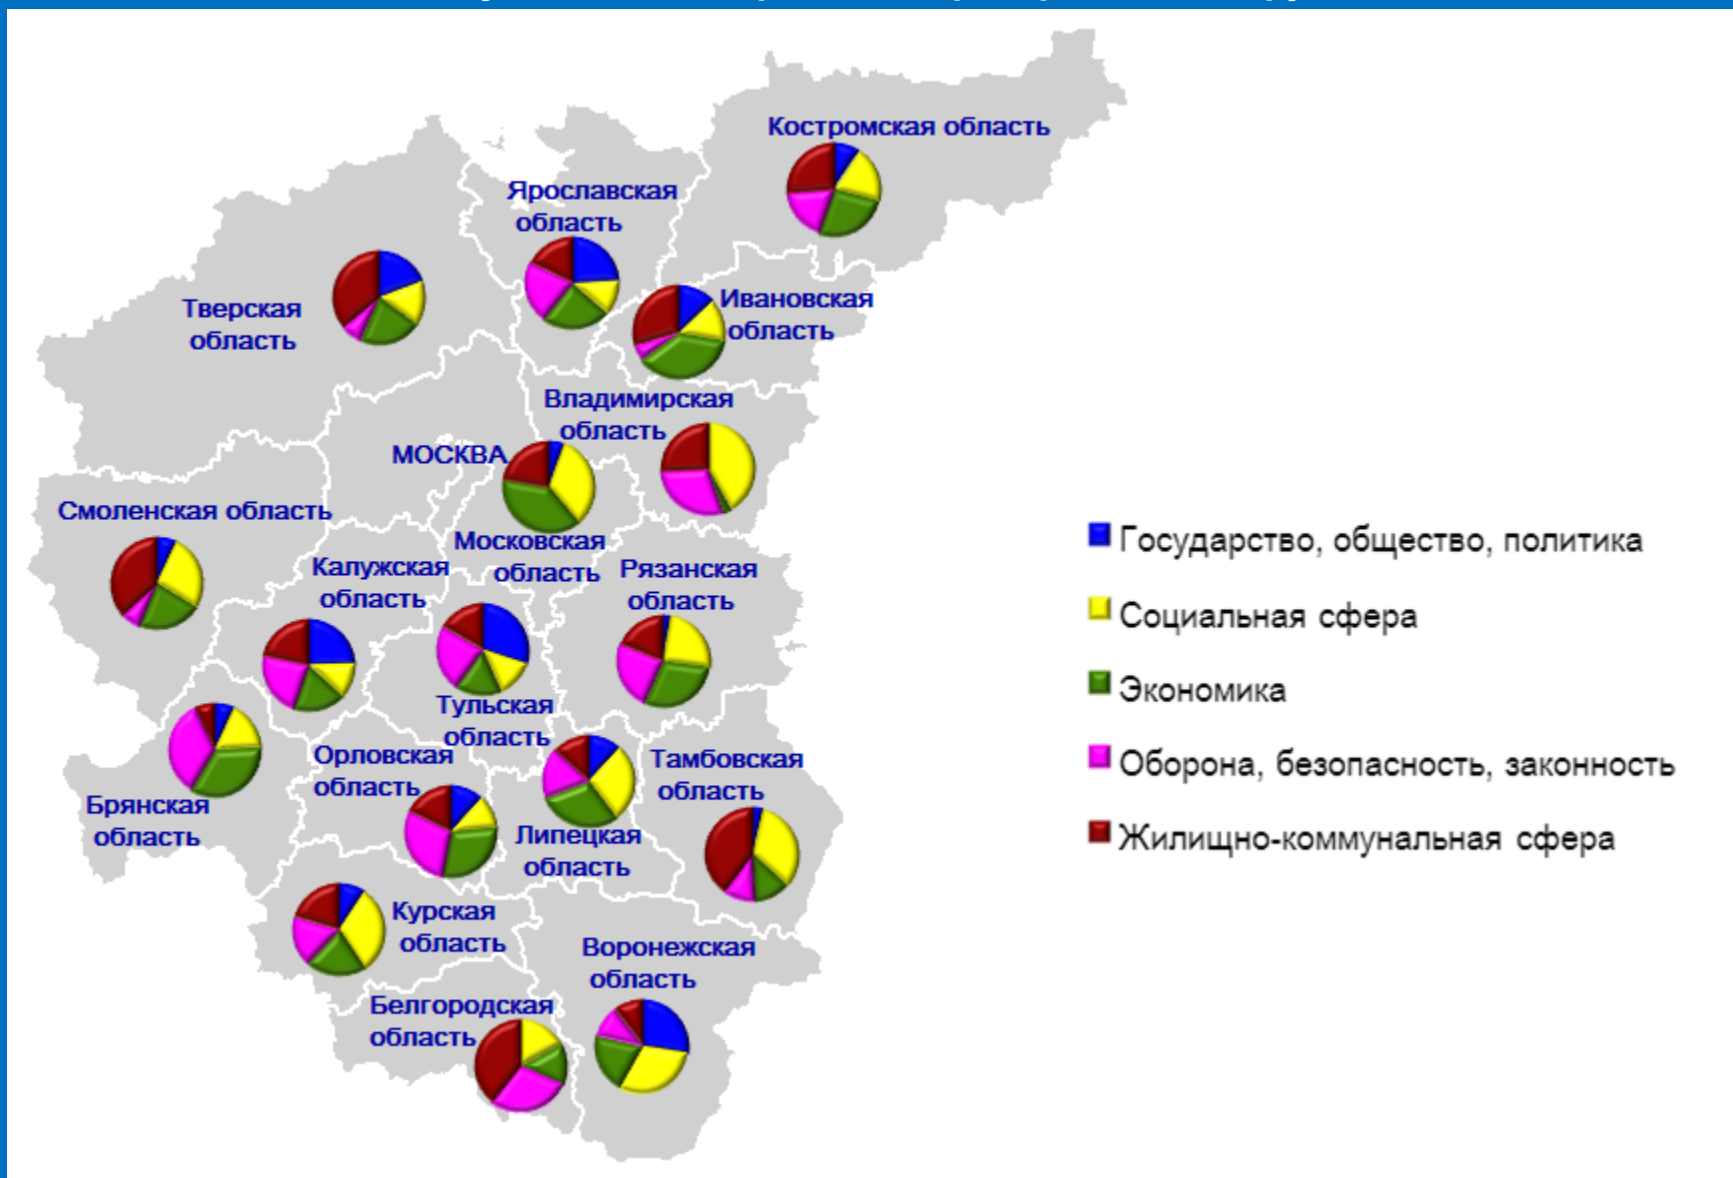 Костромская область
Ярославская
область
Тверская
область
Ивановская
область
Владимирская
область
МОСКВА
Смоленская область
Московская
область
Калужская
область
Рязанская
область
Тульская
область
Орловская
область
Тамбовская
область
Брянская
область
Липецкая
область
Курская
область
Воронежская
область
Белгородская
область
Государство, общество, политика
Социальная сфера
Экономика
Оборона, безопасность, законность
Жилищно-коммунальная сфера